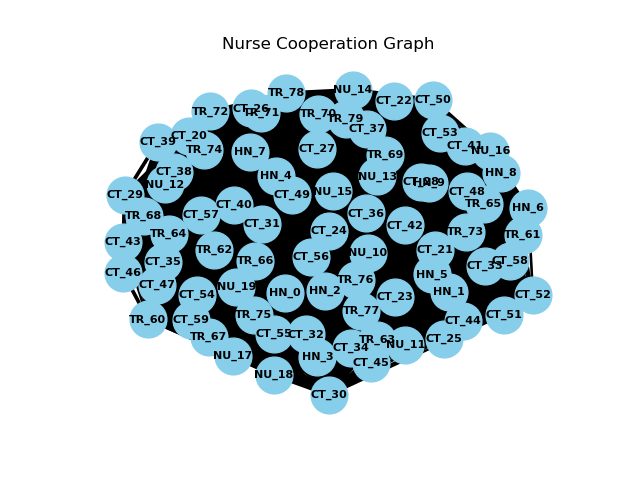 Nurse Cooperation Graph
TR_78
NU_14
CT_22
CT_50
TR_72
CT_26
TR_71
TR_70
TR_79
CT_37
CT_53
CT_39
CT_20
TR_74
HN_7
CT_27
TR_69
CT_41
NU_16
CT_38
NU_12
HN_4
NU_13
HN_9
HN_8
CT_29
CT_49
NU_15
CT_48
TR_65
TR_68
CT_57
CT_40
CT_31
CT_36
CT_42
HN_6
CT_43
TR_64
CT_24
TR_73
TR_61
CT_46
CT_35
TR_62
TR_66
CT_56
NU_10
CT_21
CT_33
CT_58
CT_47
CT_54
NU_19
HN_0
HN_2
TR_76
CT_23
HN_5
HN_1
CT_52
TR_60
CT_59
TR_75
TR_77
CT_44
CT_51
TR_67
CT_55
CT_32
TR_63
NU_11
CT_25
NU_17
HN_3
CT_34
CT_45
NU_18
CT_30